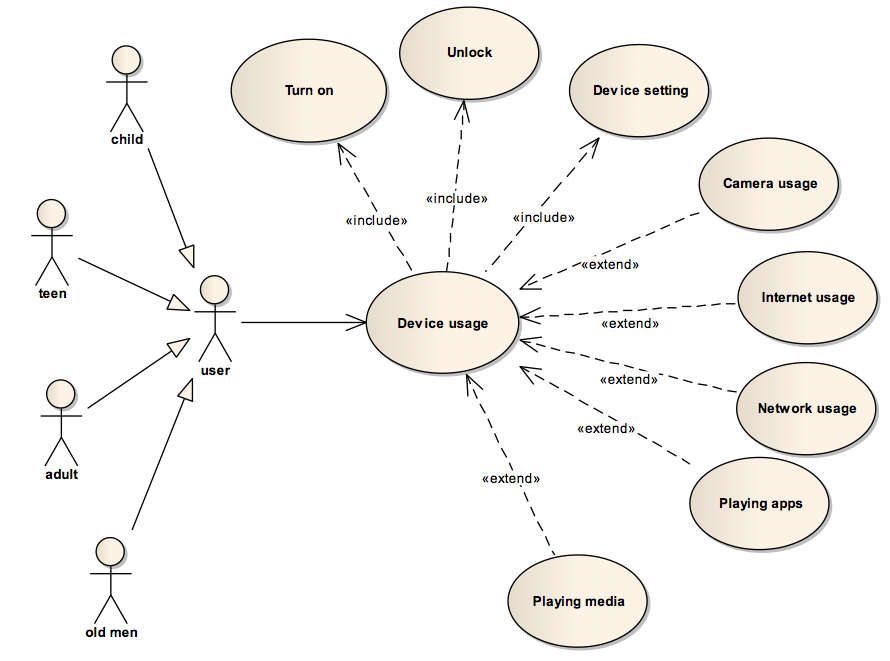 Unlock
Turn on
Device setting
child
Camera usage
«include»
«include»
«include»
«extend»
teen
Internet usage
Device usage
«extend»
user
«extend»
Network usage
«extend»
adult
«extend»
Playing apps
Playing media
old men